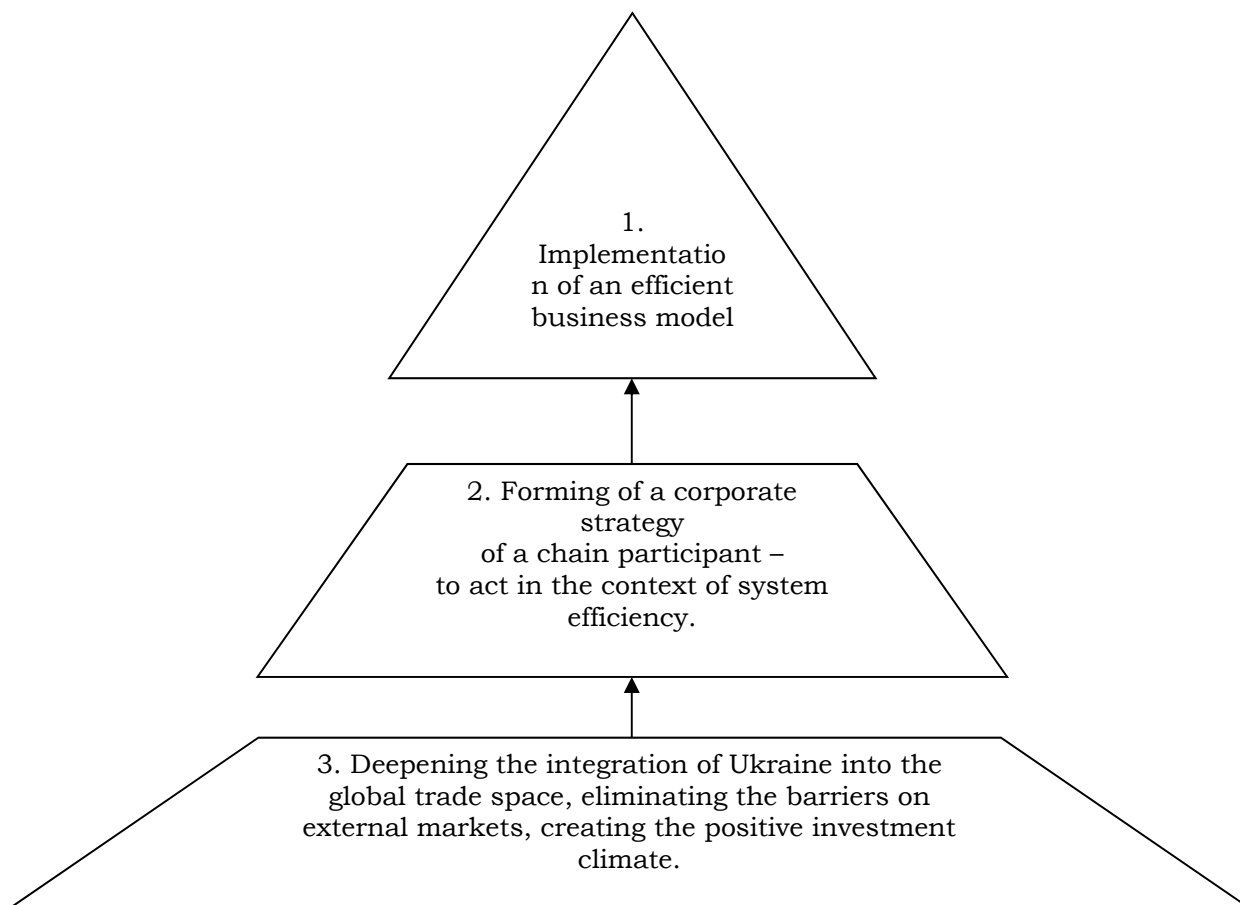 1.
Implementatio
n of an efficient
business model
2. Forming of a corporate
strategy
of a chain participant –
to act in the context of system
efficiency.
3. Deepening the integration of Ukraine into the
global trade space, eliminating the barriers on
external markets, creating the positive investment
climate.